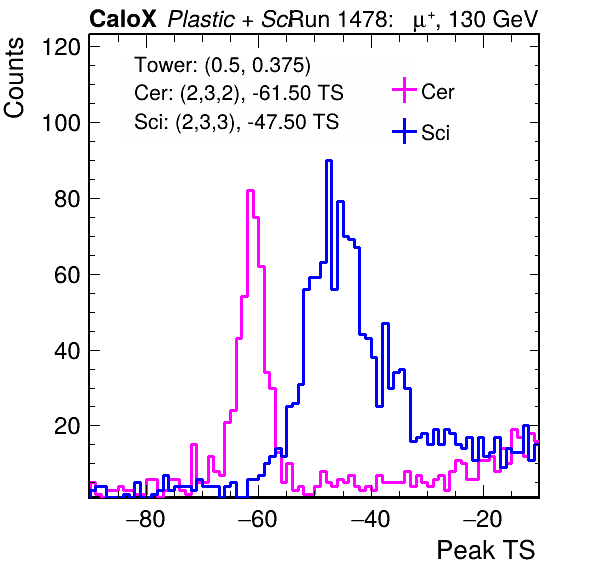 CaloX Plastic + Sci Run 1478: μ⁺, 130 GeV
Counts
120
100
80
60
40
20
Tower: (0.5, 0.375)
Cer: (2,3,2), -61.50 TS
Sci: (2,3,3), -47.50 TS
Cer
Sci
−80 −60 −40 −20
Peak TS